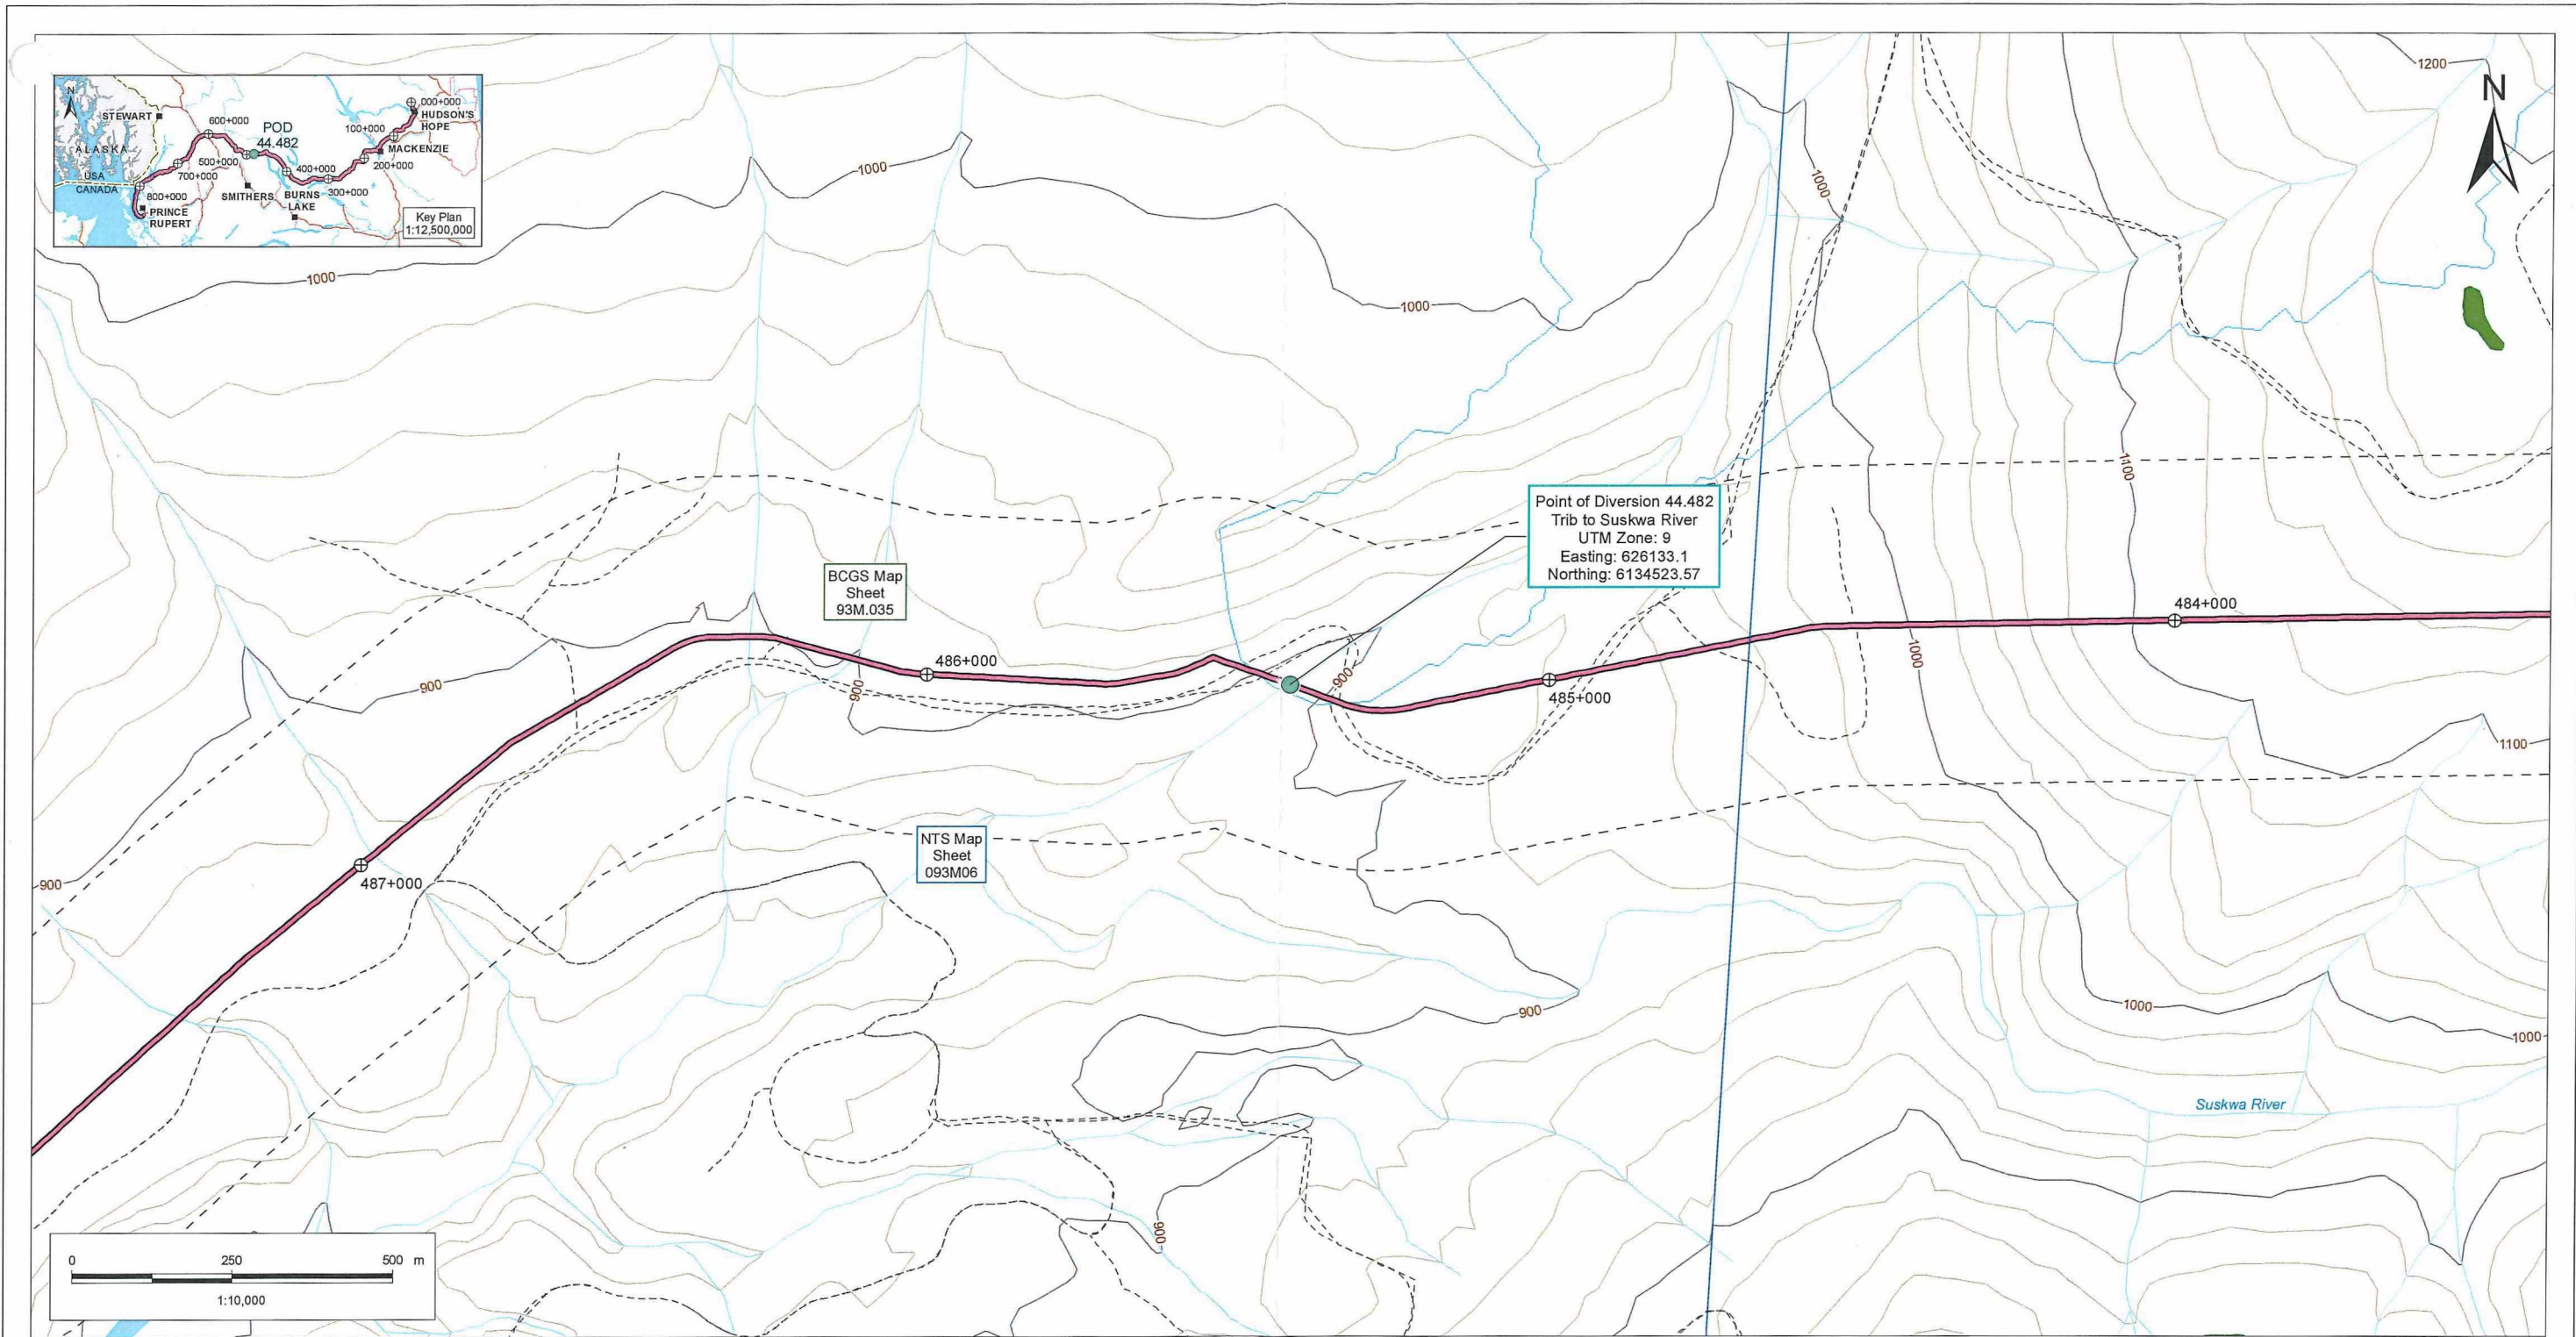 N
STEWART
ALASKA
USA
CANADA
600+000
POD
44.482
500+000
700+000
800+000
PRINCE
RUPERT
SMITHERS
BURNS
LAKE
400+000
300+000
100+000
200+000
MACKENZIE
000+000
HUDSON'S
HOPE
Key Plan
1:12,500,000
N
1200
1000
1000
1000
1000
1100
Point of Diversion 44.482
Trib to Suskwa River
UTM Zone: 9
Easting: 626133.1
Northing: 6134523.57
BCGS Map
Sheet
93M.035
484+000
486+000
1000
900
900
900
485+000
1100
NTS Map
Sheet
093M06
900
487+000
900
1000
1000
Suskwa River
900
0 250 500 m
1:10,000